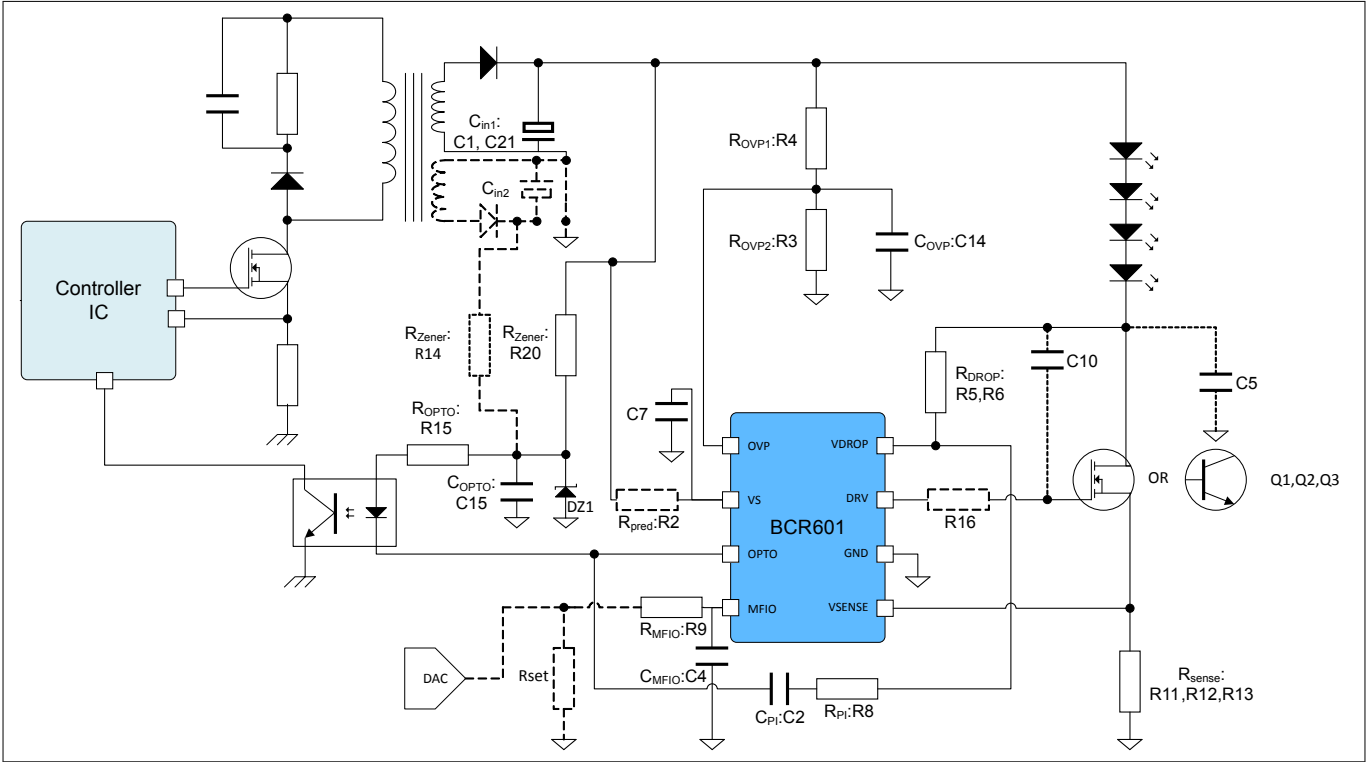 C_in1:
C1, C21
C_in2
R_OVP1:R4
R_OVP2:R3
C_OVP:C14
Controller
IC
R_Zener:
R14
R_Zener:
R20
R_DROP:
R5,R6
C10
C5
R_OPTO:
R15
C7
C_OPTO:
C15
DZ1
R_pred:R2
OVP
VDROP
VS
DRV
BCR601
OPTO
GND
MFIO
VSENSE
R16
OR
Q1,Q2,Q3
R_MFIO:R9
DAC
Rset
C_MFIO:C4
C_PI:C2
R_PI:R8
R_sense:
R11,R12,R13